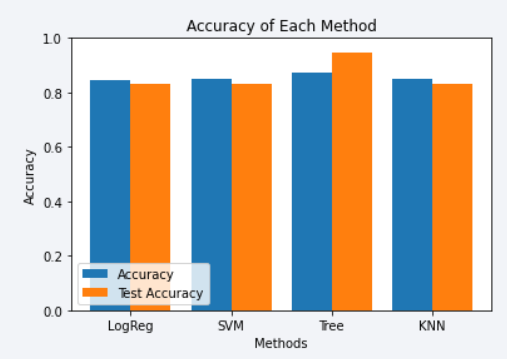 Accuracy of Each Method
1.0
0.8
0.6
0.4
0.2
0.0
Accuracy
Accuracy
Test Accuracy
LogReg SVM Tree KNN
Methods